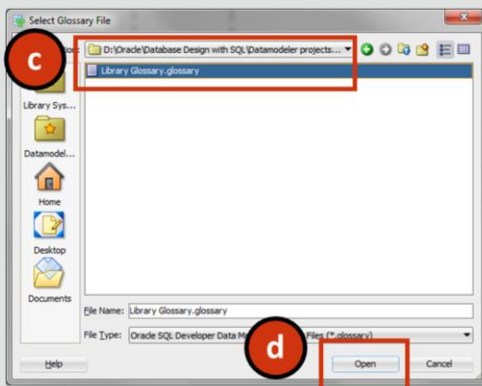 Select Glossary File
D:\Oracle\Database Design with SQL\Datamodeler projects...
c
Library Glossary.glossary
Library Sys...
Datamodel...
Home
Desktop
Documents
File Name: Library Glossary.glossary
File Type: Oracle SQL Developer Data Files (*.glossary)
d
Help
Open
Cancel